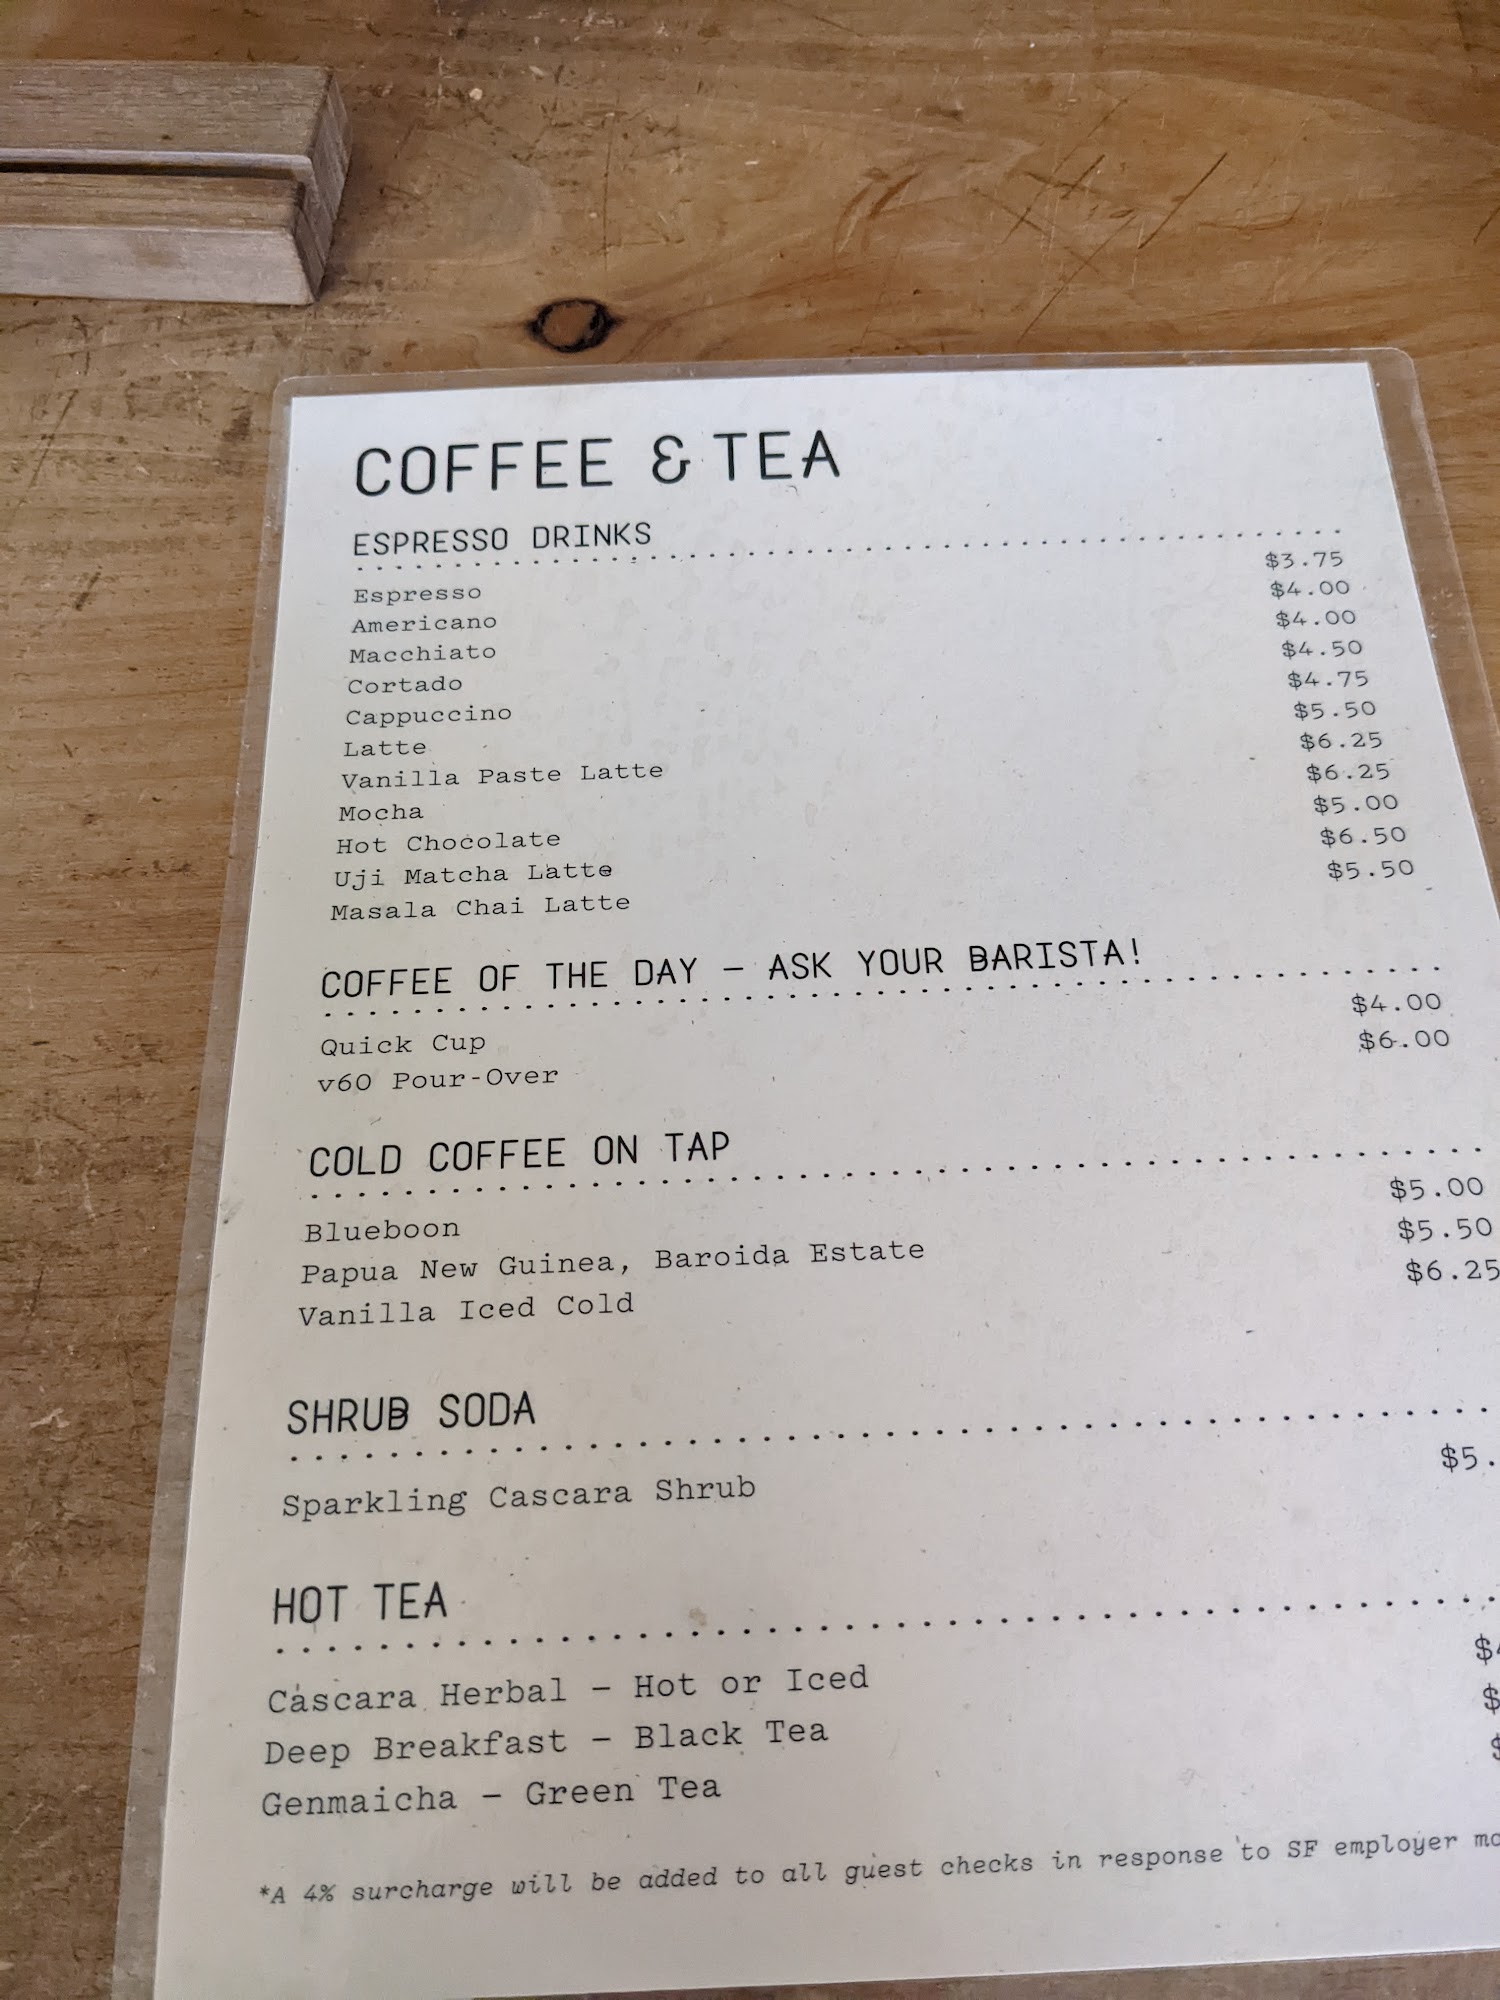 COFFEE & TEA
ESPRESSO DRINKS
Espresso $3.75
Americano $4.00
Macchiato $4.00
Cortado $4.50
Cappuccino $4.75
Latte $5.50
Vanilla Paste Latte $6.25
Mocha $6.25
Hot Chocolate $5.00
Uji Matcha Latte $6.50
Masala Chai Latte $5.50
COFFEE OF THE DAY – ASK YOUR BARISTA!
Quick Cup $4.00
v60 Pour-Over $6.00
COLD COFFEE ON TAP
Blueboon $5.00
Papua New Guinea, Baroida Estate $5.50
Vanilla Iced Cold $6.25
SHRUB SODA
Sparkling Cascara Shrub $5.
HOT TEA
Cascara Herbal – Hot or Iced
Deep Breakfast – Black Tea $
Genmaicha – Green Tea
*A 4% surcharge will be added to all guest checks in response to SF employer